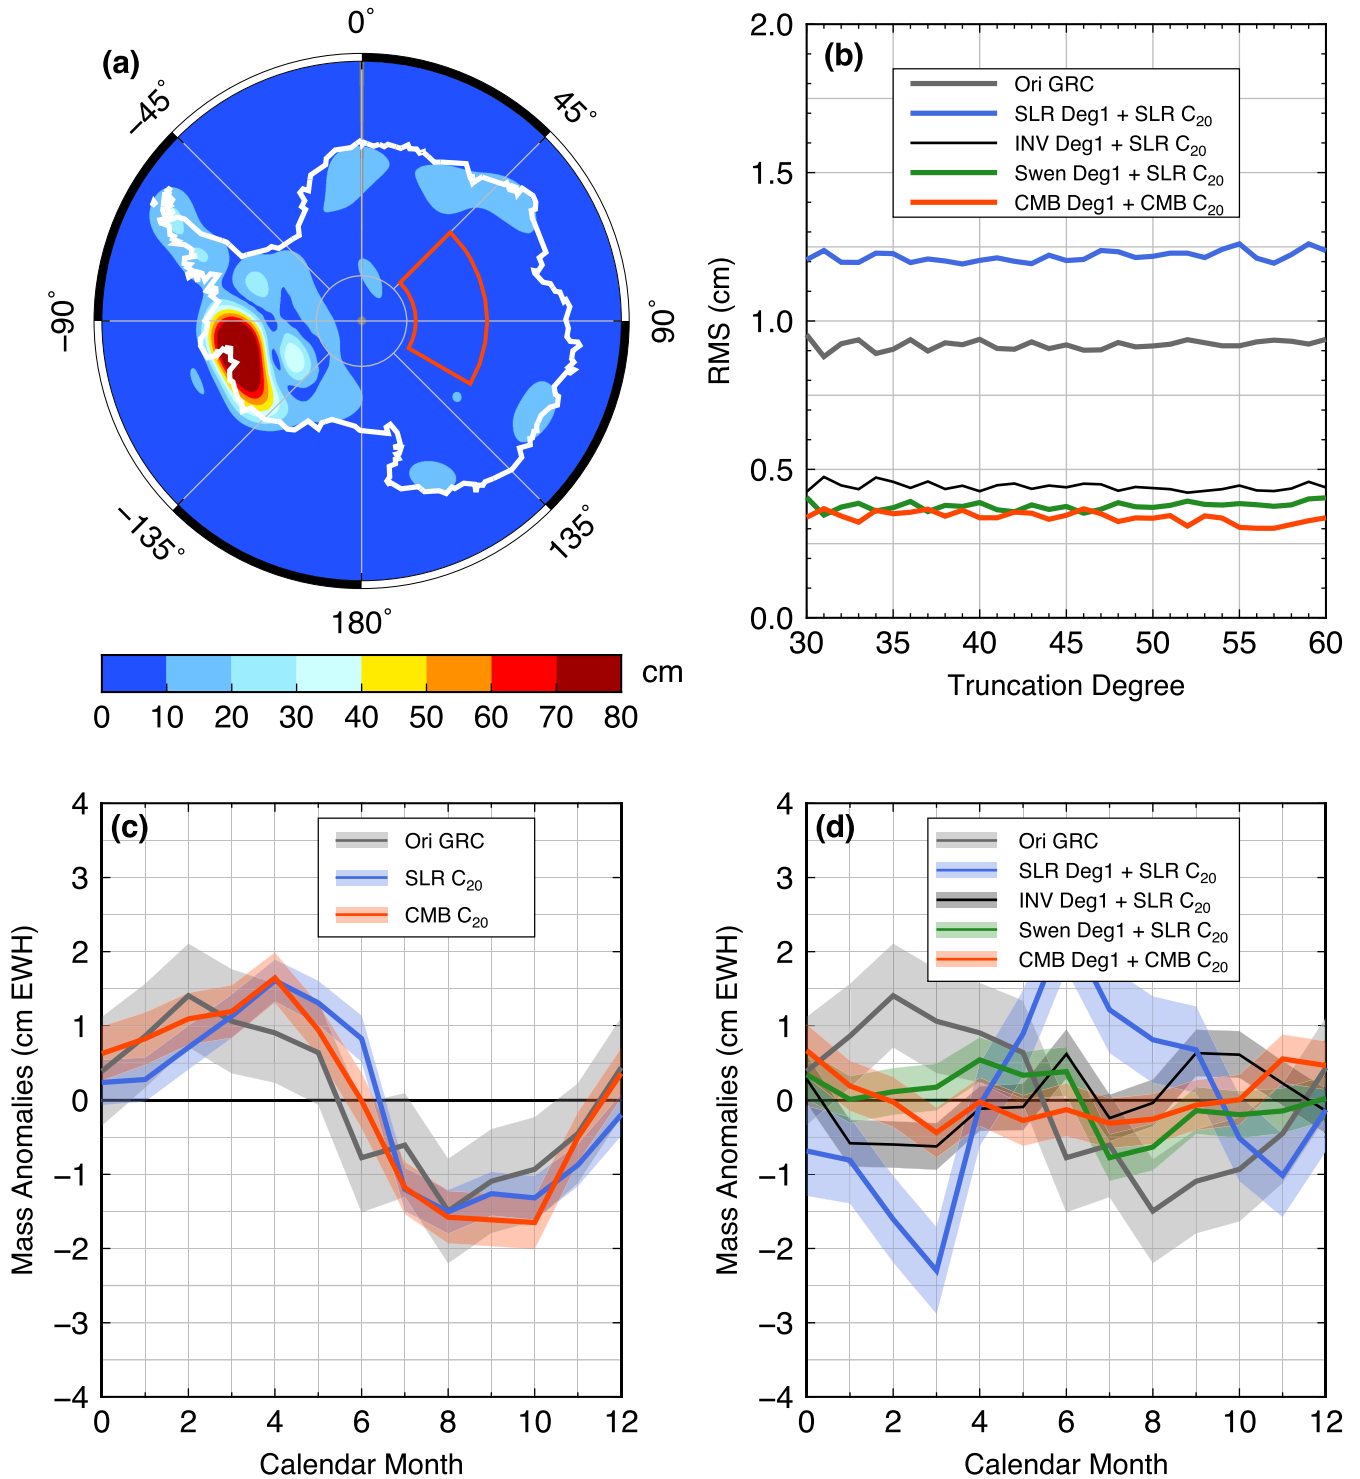 (a)
0°
45°
90°
135°
180°
−135°
−90°
−45°
0 10 20 30 40 50 60 70 80
cm
(b)
Ori GRC
SLR Deg1 + SLR C20
INV Deg1 + SLR C20
Swen Deg1 + SLR C20
CMB Deg1 + CMB C20
2.0
1.5
1.0
0.5
0.0
RMS (cm)
30 35 40 45 50 55 60
Truncation Degree
(c)
Ori GRC
SLR C20
CMB C20
4
3
2
1
0
−1
−2
−3
−4
Mass Anomalies (cm EWH)
0 2 4 6 8 10 12
Calendar Month
(d)
Ori GRC
SLR Deg1 + SLR C20
INV Deg1 + SLR C20
Swen Deg1 + SLR C20
CMB Deg1 + CMB C20
4
3
2
1
0
−1
−2
−3
−4
Mass Anomalies (cm EWH)
0 2 4 6 8 10 12
Calendar Month